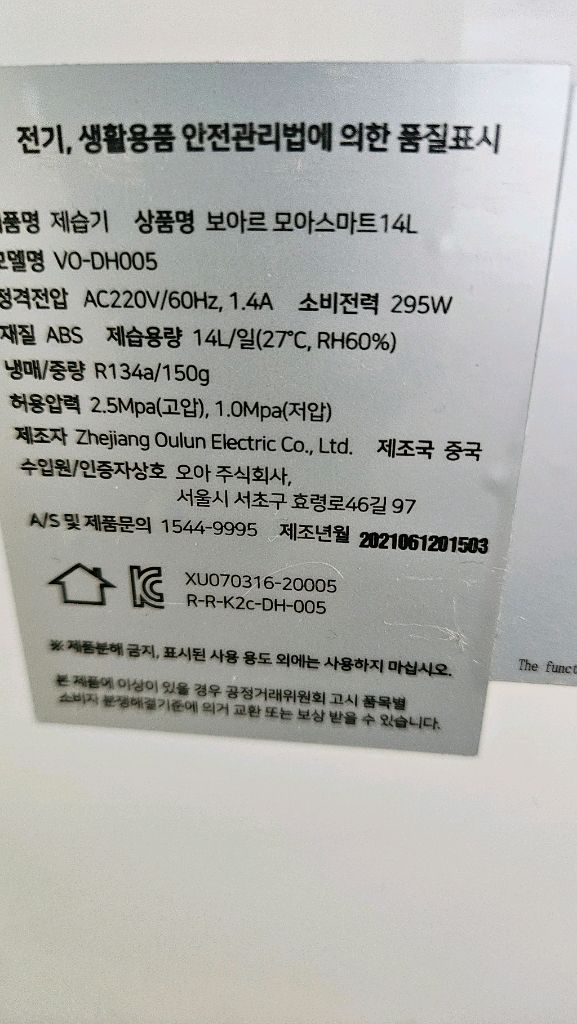 전기, 생활용품 안전관리법에 의한 품질표시
품명 제습기 상품명 보아르 모아스마트14L
모델명 VO-DH005
정격전압 AC220V/60Hz, 1.4A 소비전력 295W
재질 ABS 제습용량 14L/일(27℃, RH60%)
냉매/중량 R134a/150g
허용압력 2.5Mpa(고압), 1.0Mpa(저압)
제조자 Zhejiang Oulun Electric Co., Ltd. 제조국 중국
수입원/인증자상호 오아 주식회사,
서울시 서초구 효령로46길 97
A/S 및 제품문의 1544-9995 제조년월 2021061201503
XU070316-20005
R-R-K2c-DH-005
※ 제품분해 금지, 표시된 사용 용도 외에는 사용하지 마십시오.
본 제품에 이상이 있을 경우 공정거래위원회 고시 품목별
소비자 분쟁해결기준에 의거 교환 또는 보상 받을 수 있습니다.
The funct